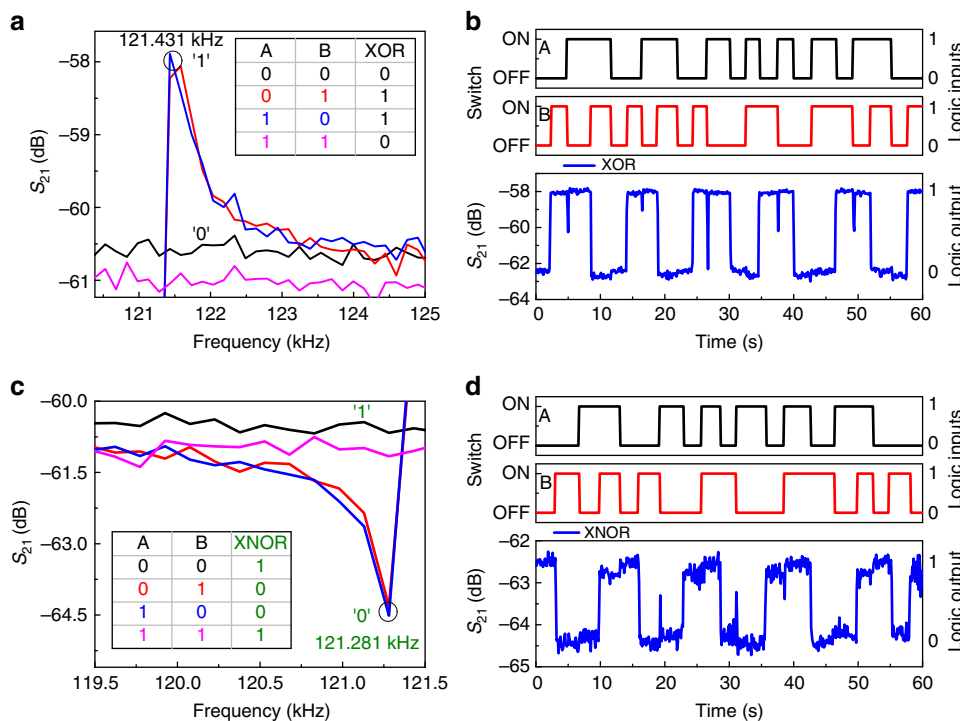 a
121.431 kHz
'1'
A B XOR
0 0 0
0 1 1
1 0 1
1 1 0
'0'
–58
–59
–60
–61
S21 (dB)
121 122 123 124 125
Frequency (kHz)
b
ON
OFF
A
1
0
ON
OFF
B
1
0
Switch
Logic inputs
XOR
–58
–60
–62
–64
S21 (dB)
1
0
Logic output
0 10 20 30 40 50 60
Time (s)
c
–60.0
–61.5
–63.0
–64.5
S21 (dB)
'1'
A B XNOR
0 0 1
0 1 0
1 0 0
1 1 1
'0'
121.281 kHz
119.5 120.0 120.5 121.0 121.5
Frequency (kHz)
d
ON
OFF
A
1
0
ON
OFF
B
1
0
Switch
Logic inputs
XNOR
–62
–63
–64
–65
S21 (dB)
1
0
Logic output
0 10 20 30 40 50 60
Time (s)